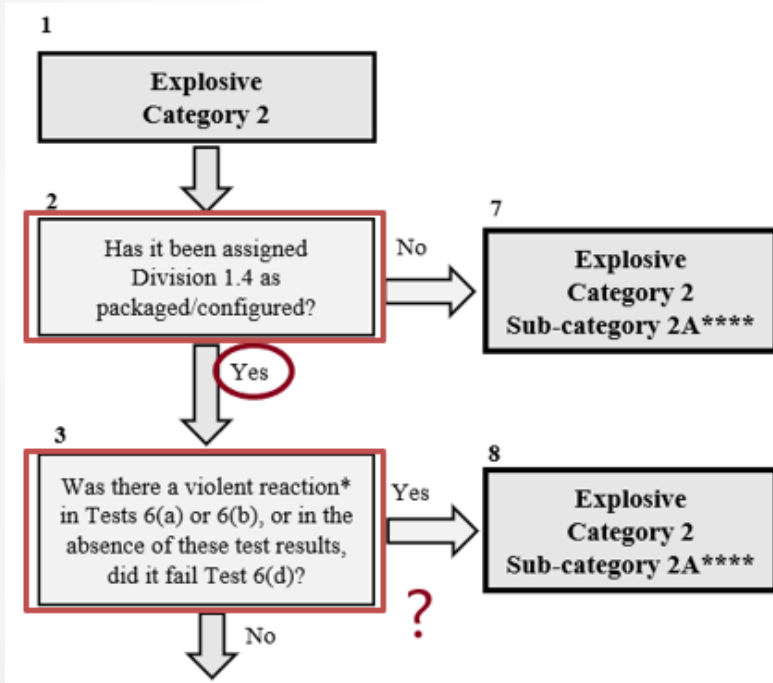 1
Explosive
Category 2
2
Has it been assigned
Division 1.4 as
packaged/configured?
No
7
Explosive
Category 2
Sub-category 2A****
Yes
3
Was there a violent reaction*
in Tests 6(a) or 6(b), or in the
absence of these test results,
did it fail Test 6(d)?
Yes
8
Explosive
Category 2
Sub-category 2A****
?
No